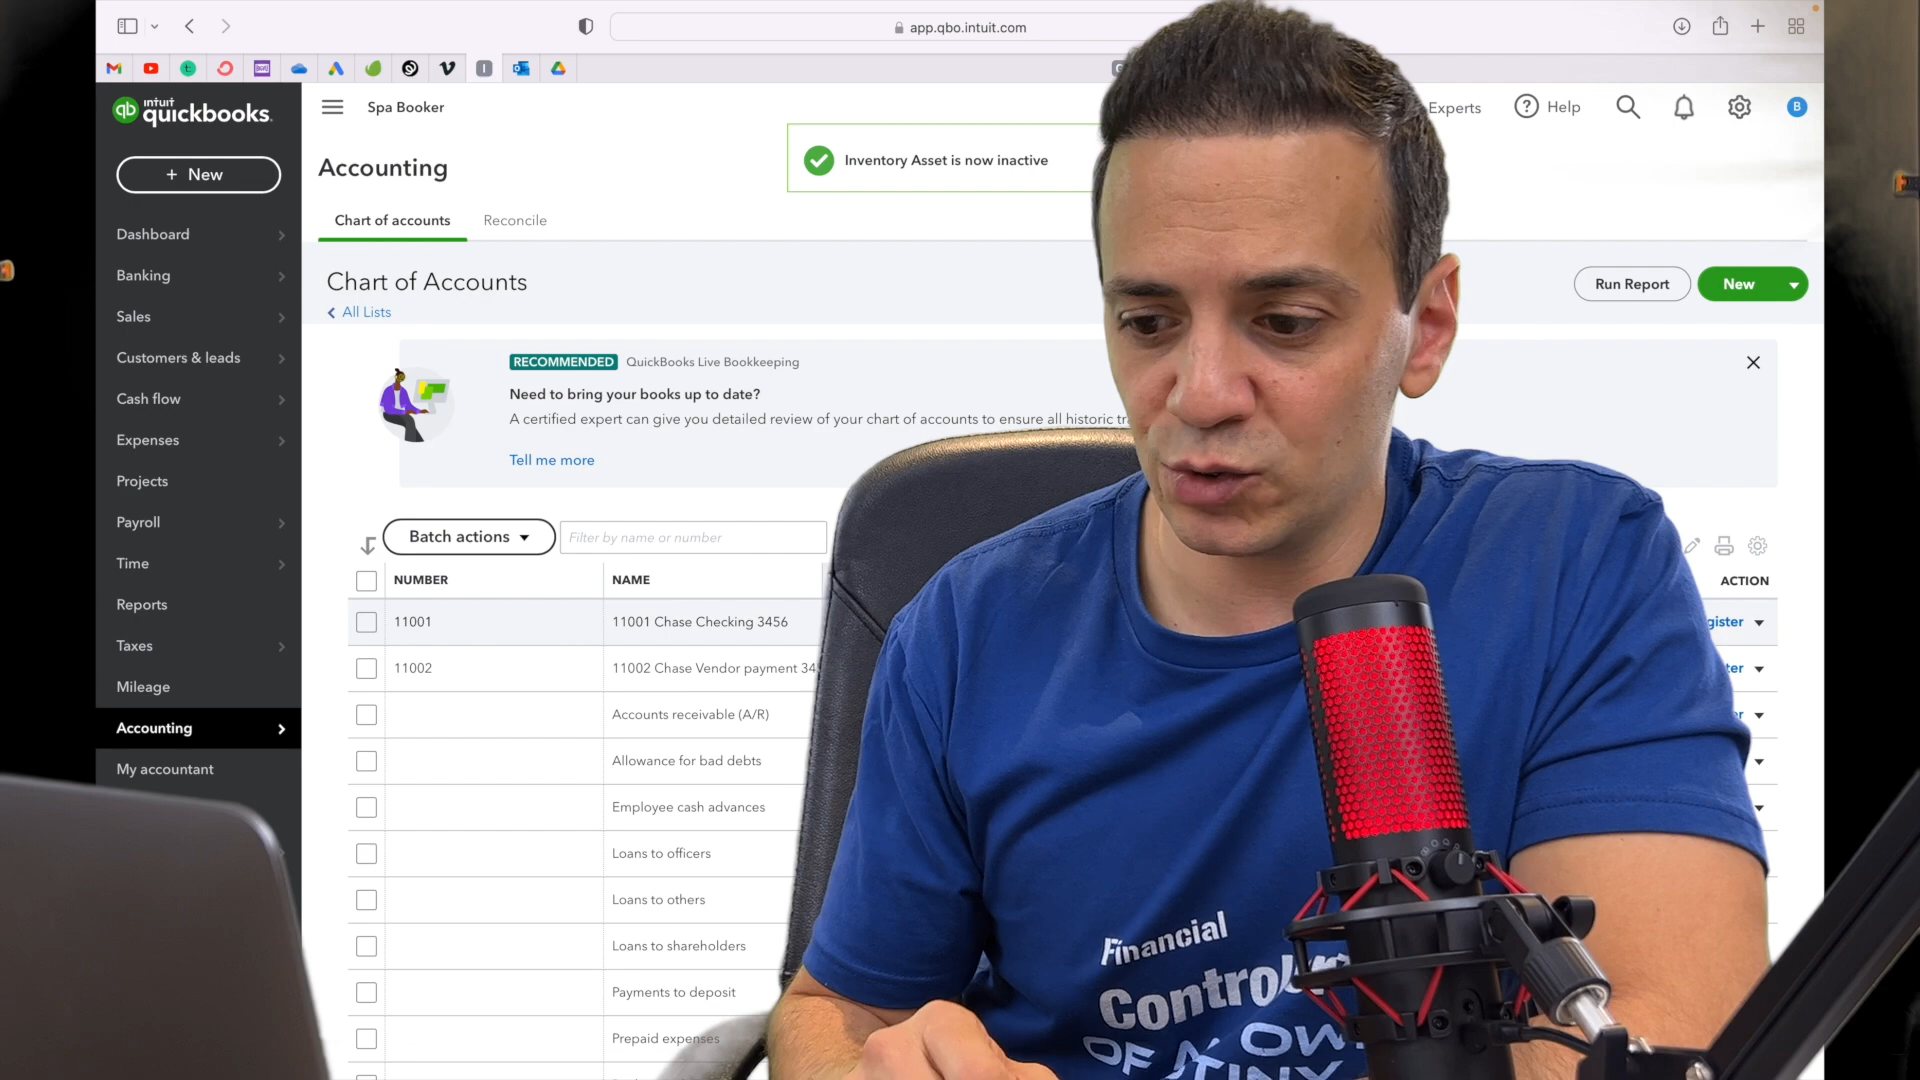 app.qbo.intuit.com
intuit
quickbooks.
Spa Booker
Experts
Help
B
Inventory Asset is now inactive
+ New
Accounting
Chart of accounts
Reconcile
Dashboard
Banking
Sales
Customers & leads
Cash flow
Expenses
Projects
Payroll
Time
Reports
Taxes
Mileage
Accounting
My accountant
Chart of Accounts
All Lists
Run Report
New
RECOMMENDED QuickBooks Live Bookkeeping
Need to bring your books up to date?
A certified expert can give you detailed review of your chart of accounts to ensure all historic
Tell me more
Batch actions
Filter by name or number
NUMBER NAME ACTION
11001 11001 Chase Checking 3456
11002 11002 Chase Vendor payment 34
Accounts receivable (A/R)
Allowance for bad debts
Employee cash advances
Loans to officers
Loans to others
Loans to shareholders
Payments to deposit
Prepaid expenses
Financial